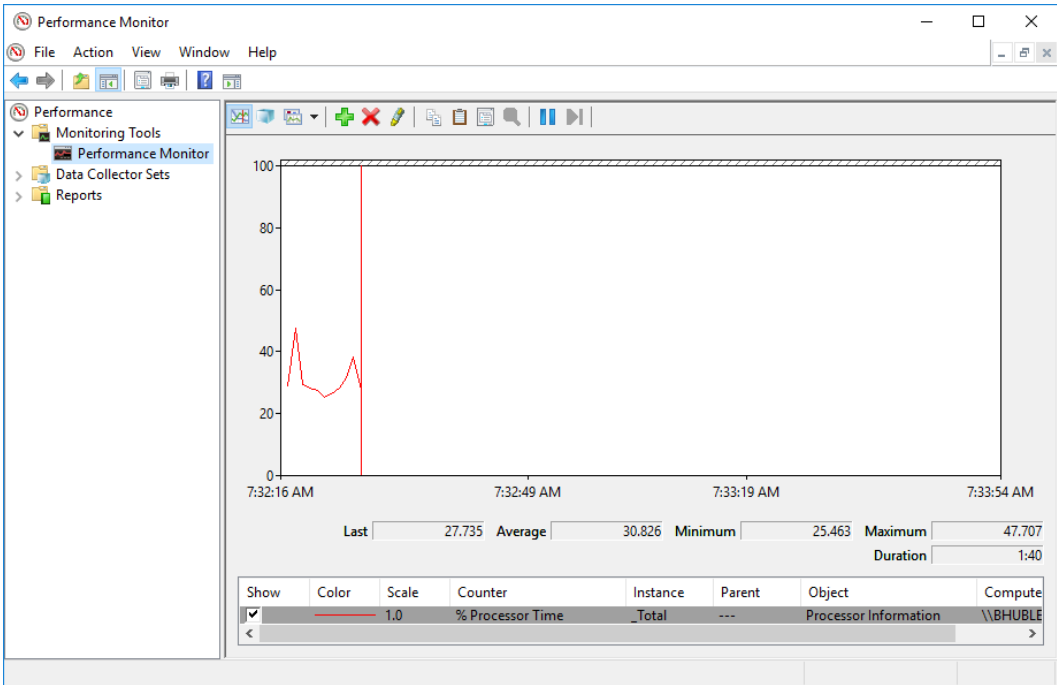 Performance Monitor
File Action View Window Help
Performance
Monitoring Tools
Performance Monitor
Data Collector Sets
Reports
100
80
60
40
20
0
7:32:16 AM 7:32:49 AM 7:33:19 AM 7:33:54 AM
Last 27.735 Average 30.826 Minimum 25.463 Maximum 47.707
Duration 1:40
Show Color Scale Counter Instance Parent Object Compute
1.0 % Processor Time _Total --- Processor Information \\BHUBLE